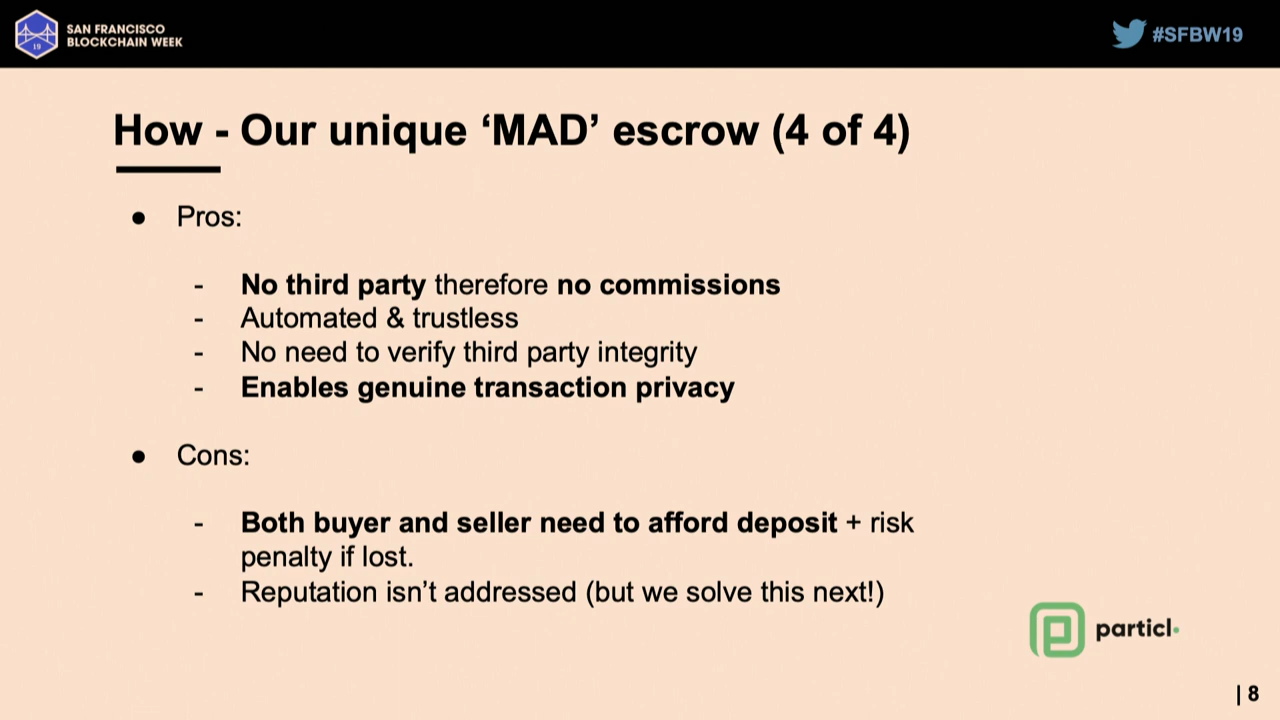 SAN FRANCISCO
BLOCKCHAIN WEEK
19
#SFBW19
How - Our unique ‘MAD’ escrow (4 of 4)
● Pros:
- No third party therefore no commissions
- Automated & trustless
- No need to verify third party integrity
- Enables genuine transaction privacy
● Cons:
- Both buyer and seller need to afford deposit + risk
penalty if lost.
- Reputation isn’t addressed (but we solve this next!)
particl.
| 8